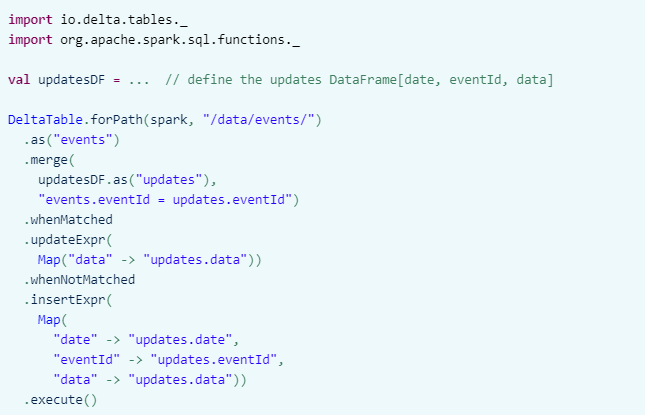 import io.delta.tables._
import org.apache.spark.sql.functions._

val updatesDF = ...  // define the updates DataFrame[date, eventId, data]

DeltaTable.forPath(spark, "/data/events/")
  .as("events")
  .merge(
    updatesDF.as("updates"),
    "events.eventId = updates.eventId")
  .whenMatched
  .updateExpr(
    Map("data" -> "updates.data"))
  .whenNotMatched
  .insertExpr(
    Map(
      "date" -> "updates.date",
      "eventId" -> "updates.eventId",
      "data" -> "updates.data"))
  .execute()